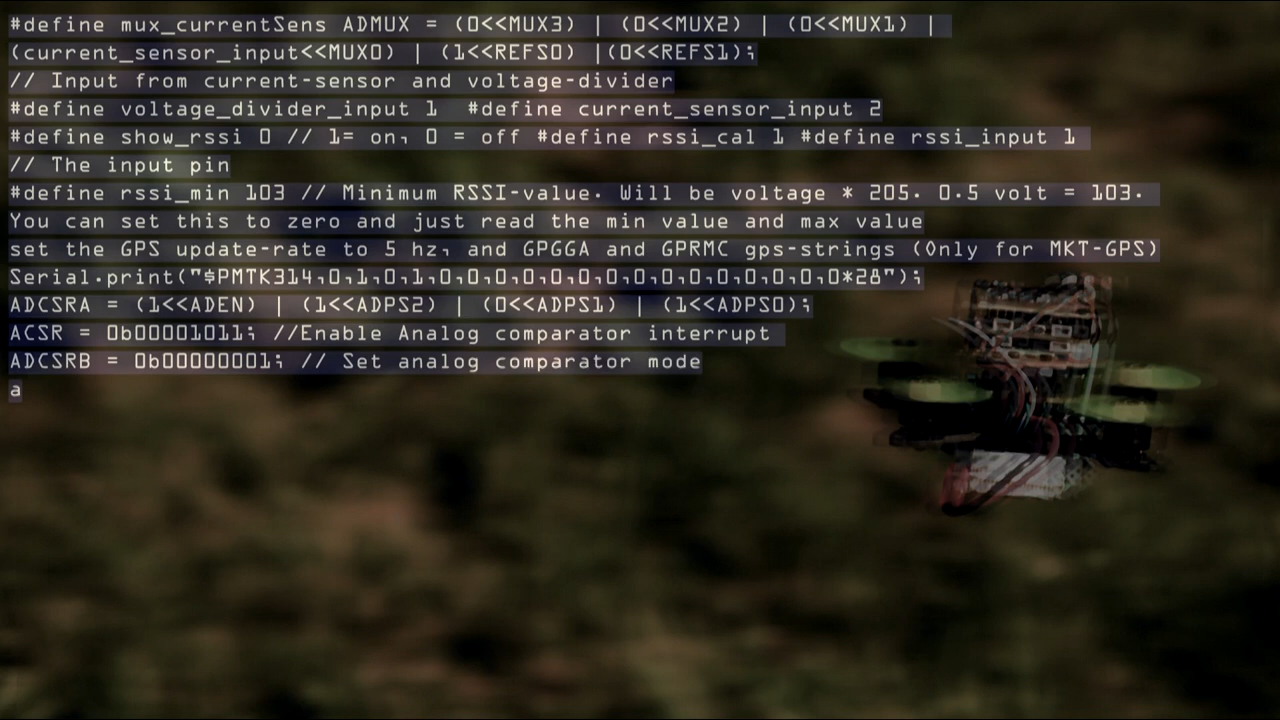 #define mux_currentSens ADMUX = (0<<MUX3) | (0<<MUX2) | (0<<MUX1) |
(current_sensor_input<<MUX0) | (1<<REFS0) |(0<<REFS1);
// Input from current-sensor and voltage-divider
#define voltage_divider_input 1  #define current_sensor_input 2
#define show_rssi 0 // 1= on, 0 = off #define rssi_cal 1 #define rssi_input 1
// The input pin
#define rssi_min 103 // Minimum RSSI-value. Will be voltage * 205. 0.5 volt = 103.
You can set this to zero and just read the min value and max value
set the GPS update-rate to 5 hz, and GPGGA and GPRMC gps-strings (Only for MKT-GPS)
Serial.print("$PMTK314,0,1,0,1,0,0,0,0,0,0,0,0,0,0,0,0,0,0,0*28");
ADCSRA = (1<<ADEN) | (1<<ADPS2) | (0<<ADPS1) | (1<<ADPS0);
ACSR = 0b00001011; //Enable Analog comparator interrupt
ADCSRB = 0b00000001; // Set analog comparator mode
a